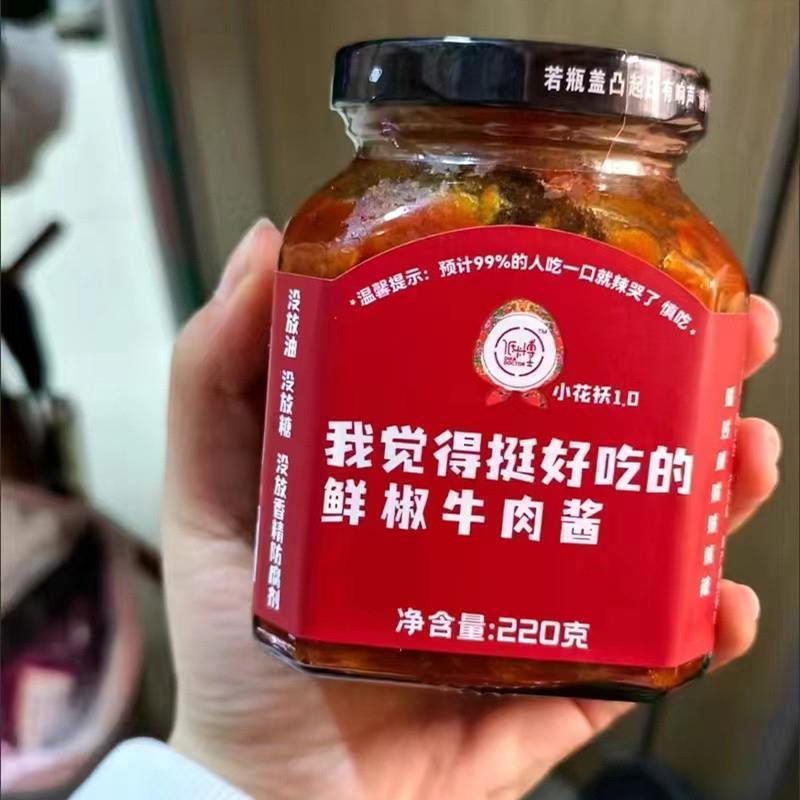 若瓶盖凸起
有响声
·温馨提示：预计99%的人吃一口就辣哭了 慎吃·
小花袄1.0
我觉得挺好吃的
鲜椒牛肉酱
净含量:220克
没放油 没放糖 没放香精防腐剂